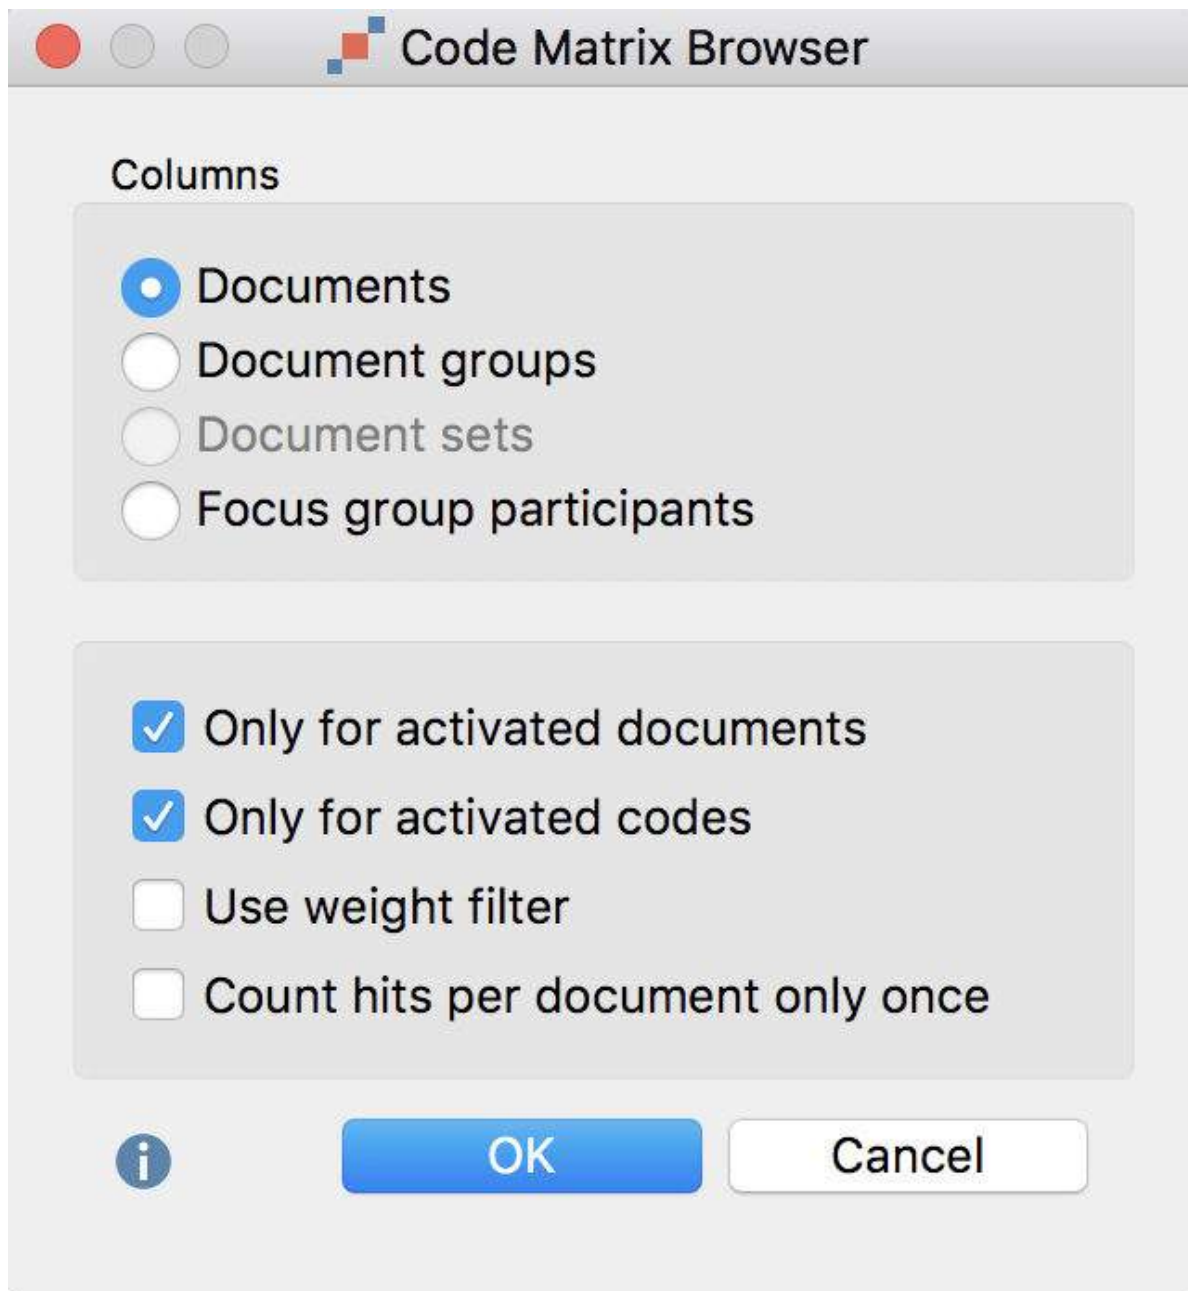 Code Matrix Browser
Columns
Documents
Document groups
Document sets
Focus group participants
Only for activated documents
Only for activated codes
Use weight filter
Count hits per document only once
OK
Cancel